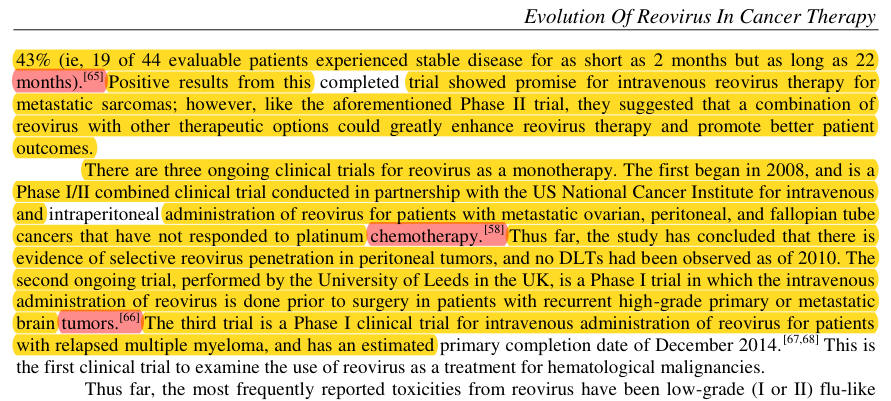 Evolution Of Reovirus In Cancer Therapy
43% (ie, 19 of 44 evaluable patients experienced stable disease for as short as 2 months but as long as 22
months).[65] Positive results from this completed trial showed promise for intravenous reovirus therapy for
metastatic sarcomas; however, like the aforementioned Phase II trial, they suggested that a combination of
reovirus with other therapeutic options could greatly enhance reovirus therapy and promote better patient
outcomes.
There are three ongoing clinical trials for reovirus as a monotherapy. The first began in 2008, and is a
Phase I/II combined clinical trial conducted in partnership with the US National Cancer Institute for intravenous
and intraperitoneal administration of reovirus for patients with metastatic ovarian, peritoneal, and fallopian tube
cancers that have not responded to platinum chemotherapy.[58] Thus far, the study has concluded that there is
evidence of selective reovirus penetration in peritoneal tumors, and no DLTs had been observed as of 2010. The
second ongoing trial, performed by the University of Leeds in the UK, is a Phase I trial in which the intravenous
administration of reovirus is done prior to surgery in patients with recurrent high-grade primary or metastatic
brain tumors.[66] The third trial is a Phase I clinical trial for intravenous administration of reovirus for patients
with relapsed multiple myeloma, and has an estimated primary completion date of December 2014.[67,68] This is
the first clinical trial to examine the use of reovirus as a treatment for hematological malignancies.
Thus far, the most frequently reported toxicities from reovirus have been low-grade (I or II) flu-like